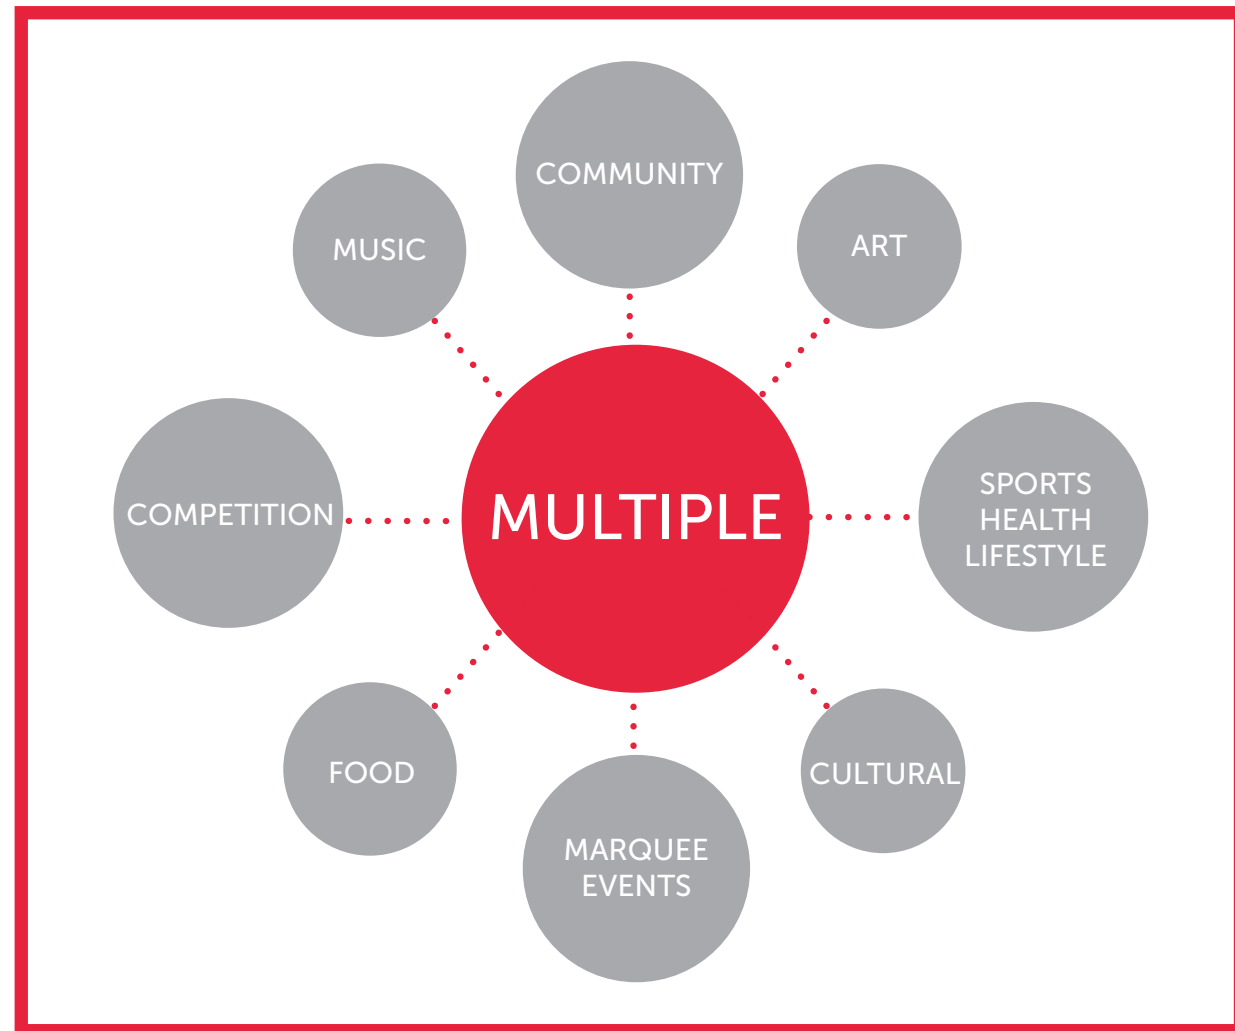 COMMUNITY
MUSIC
ART
COMPETITION
MULTIPLE
SPORTS
HEALTH
LIFESTYLE
FOOD
CULTURAL
MARQUEE
EVENTS